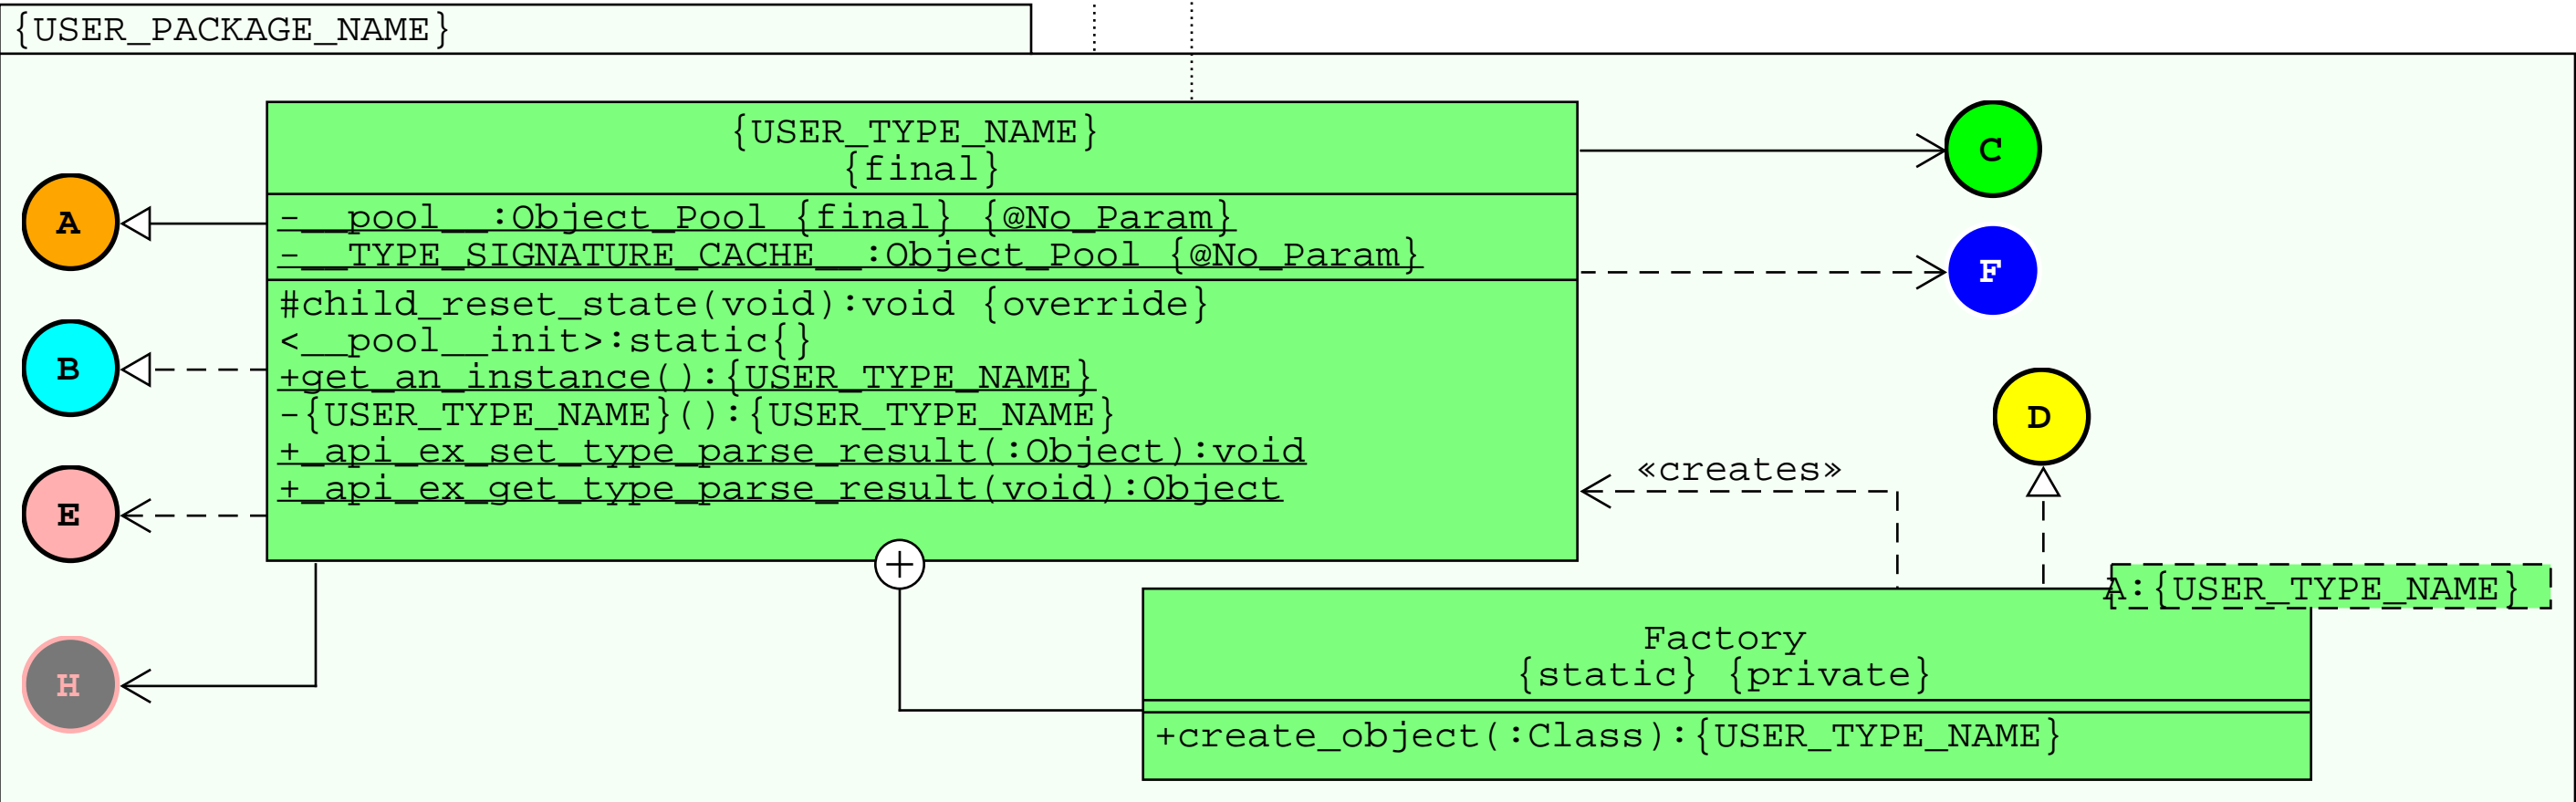 {USER_PACKAGE_NAME}
{USER_TYPE_NAME}
{final}
-__pool__:Object_Pool {final} {@No_Param}
-__TYPE_SIGNATURE_CACHE__:Object_Pool {@No_Param}
#child_reset_state(void):void {override}
<__pool__init>:static{}
+get_an_instance():{USER_TYPE_NAME}
-{USER_TYPE_NAME}():{USER_TYPE_NAME}
+_api_ex_set_type_parse_result(:Object):void
+_api_ex_get_type_parse_result(void):Object
A
B
E
H
C
F
D
«creates»
A:{USER_TYPE_NAME}
Factory
{static} {private}
+create_object(:Class):{USER_TYPE_NAME}